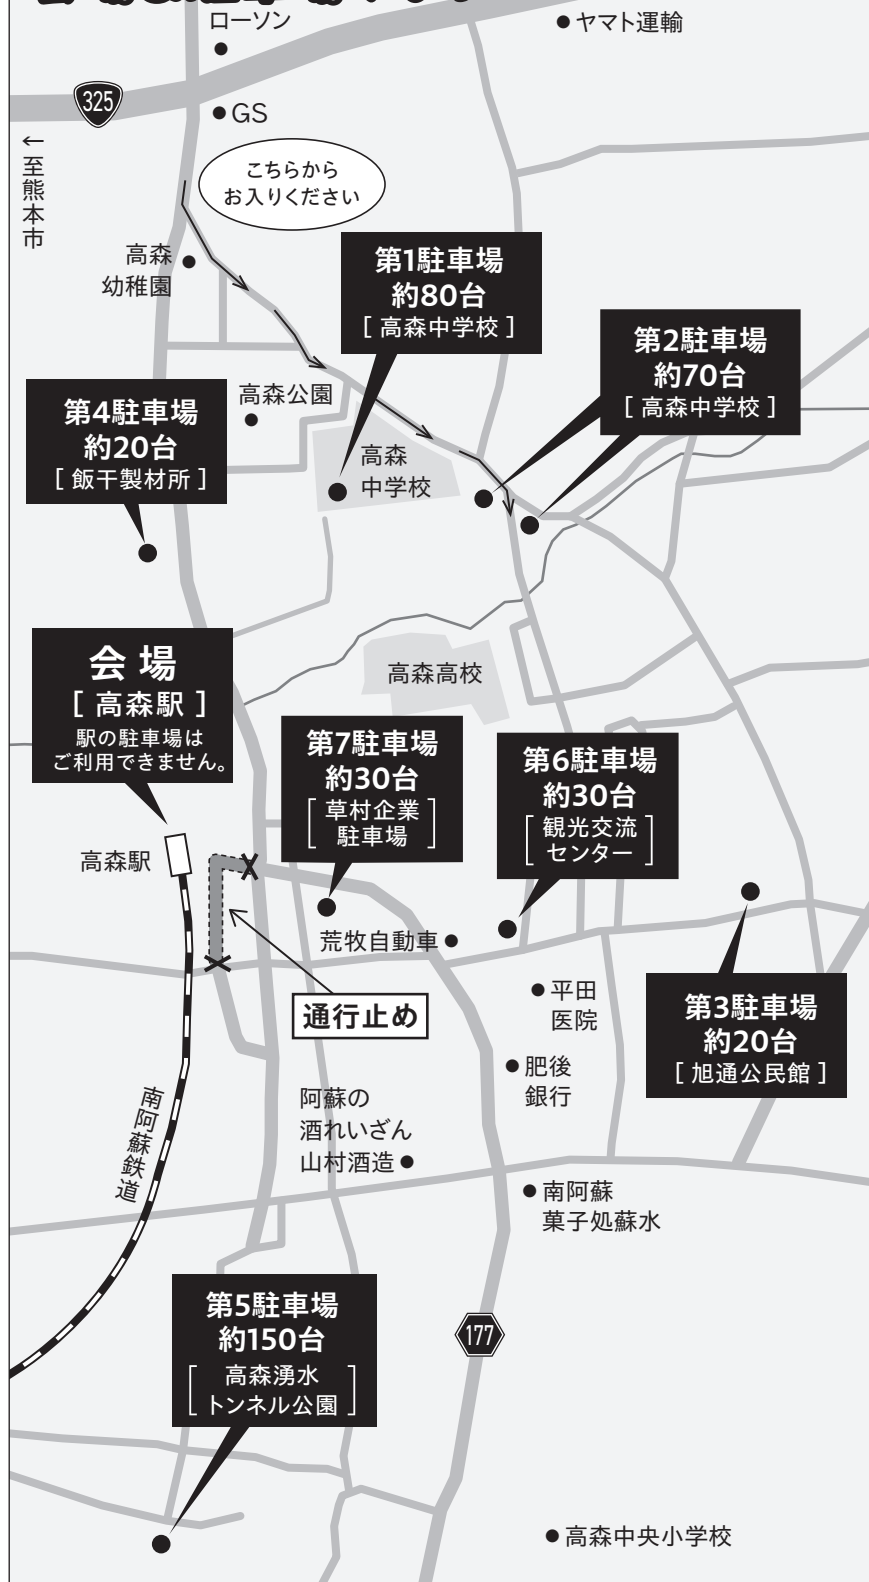 ローソン
ヤマト運輸
325
GS
←至熊本市
こちらから
お入りください
高森
幼稚園
第1駐車場
約80台
[ 高森中学校 ]
第2駐車場
約70台
[ 高森中学校 ]
高森公園
第4駐車場
約20台
[ 飯干製材所 ]
高森
中学校
会場
[ 高森駅 ]
駅の駐車場は
ご利用できません。
高森高校
第7駐車場
約30台
[ 草村企業
駐車場 ]
第6駐車場
約30台
[ 観光交流
センター ]
高森駅
荒牧自動車
平田
医院
通行止め
第3駐車場
約20台
[ 旭通公民館 ]
肥後
銀行
南阿蘇鉄道
阿蘇の
酒れいざん
山村酒造
南阿蘇
菓子処蘇水
第5駐車場
約150台
[ 高森湧水
トンネル公園 ]
177
高森中央小学校